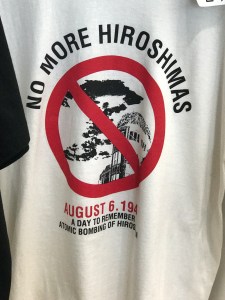 NO MORE HIROSHIMAS
AUGUST 6.194
A DAY TO REMEMBER
ATOMIC BOMBING OF HIROS